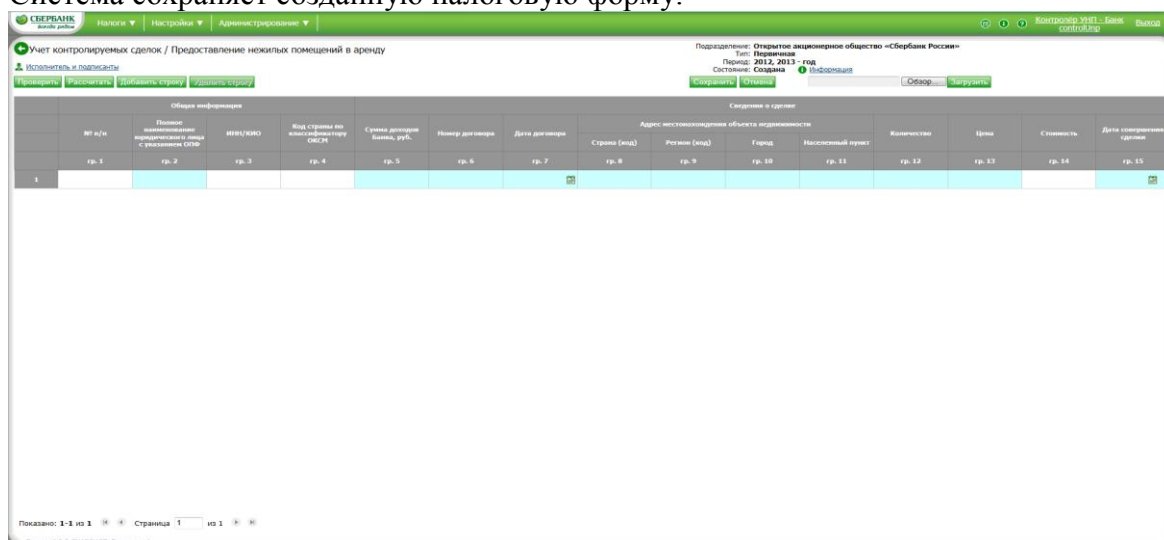 Система сохраняет созданную налоговую форму.
СБЕРБАНК Налоги ▼ Настройки ▼ Администрирование ▼ Контролёр УНП - Банк Выход
Всегда рядом controlUnp
Учет контролируемых сделок / Предоставление нежилых помещений в аренду
Подразделение: Открытое акционерное общество «Сбербанк России»
Тип: Первичная
Период: 2012, 2013 - год
Исполнитель и подписанты
Состояние: Создана Информация
Проверить Рассчитать Добавить строку Удалить строку Сохранить Отмена Обзор... Загрузить
Общая информация Сведения о сделке
№ п/п Полное наименование юридического лица с указанием ОПФ ИНН/КИО Код страны по классификатору ОКСМ Сумма доходов Банка, руб. Номер договора Дата договора Адрес местонахождения объекта недвижимости Количество Цена Стоимость Дата совершения сделки
Страна (код) Регион (код) Город Населенный пункт
гр. 1 гр. 2 гр. 3 гр. 4 гр. 5 гр. 6 гр. 7 гр. 8 гр. 9 гр. 10 гр. 11 гр. 12 гр. 13 гр. 14 гр. 15
1
Показано: 1-1 из 1 Страница 1 из 1